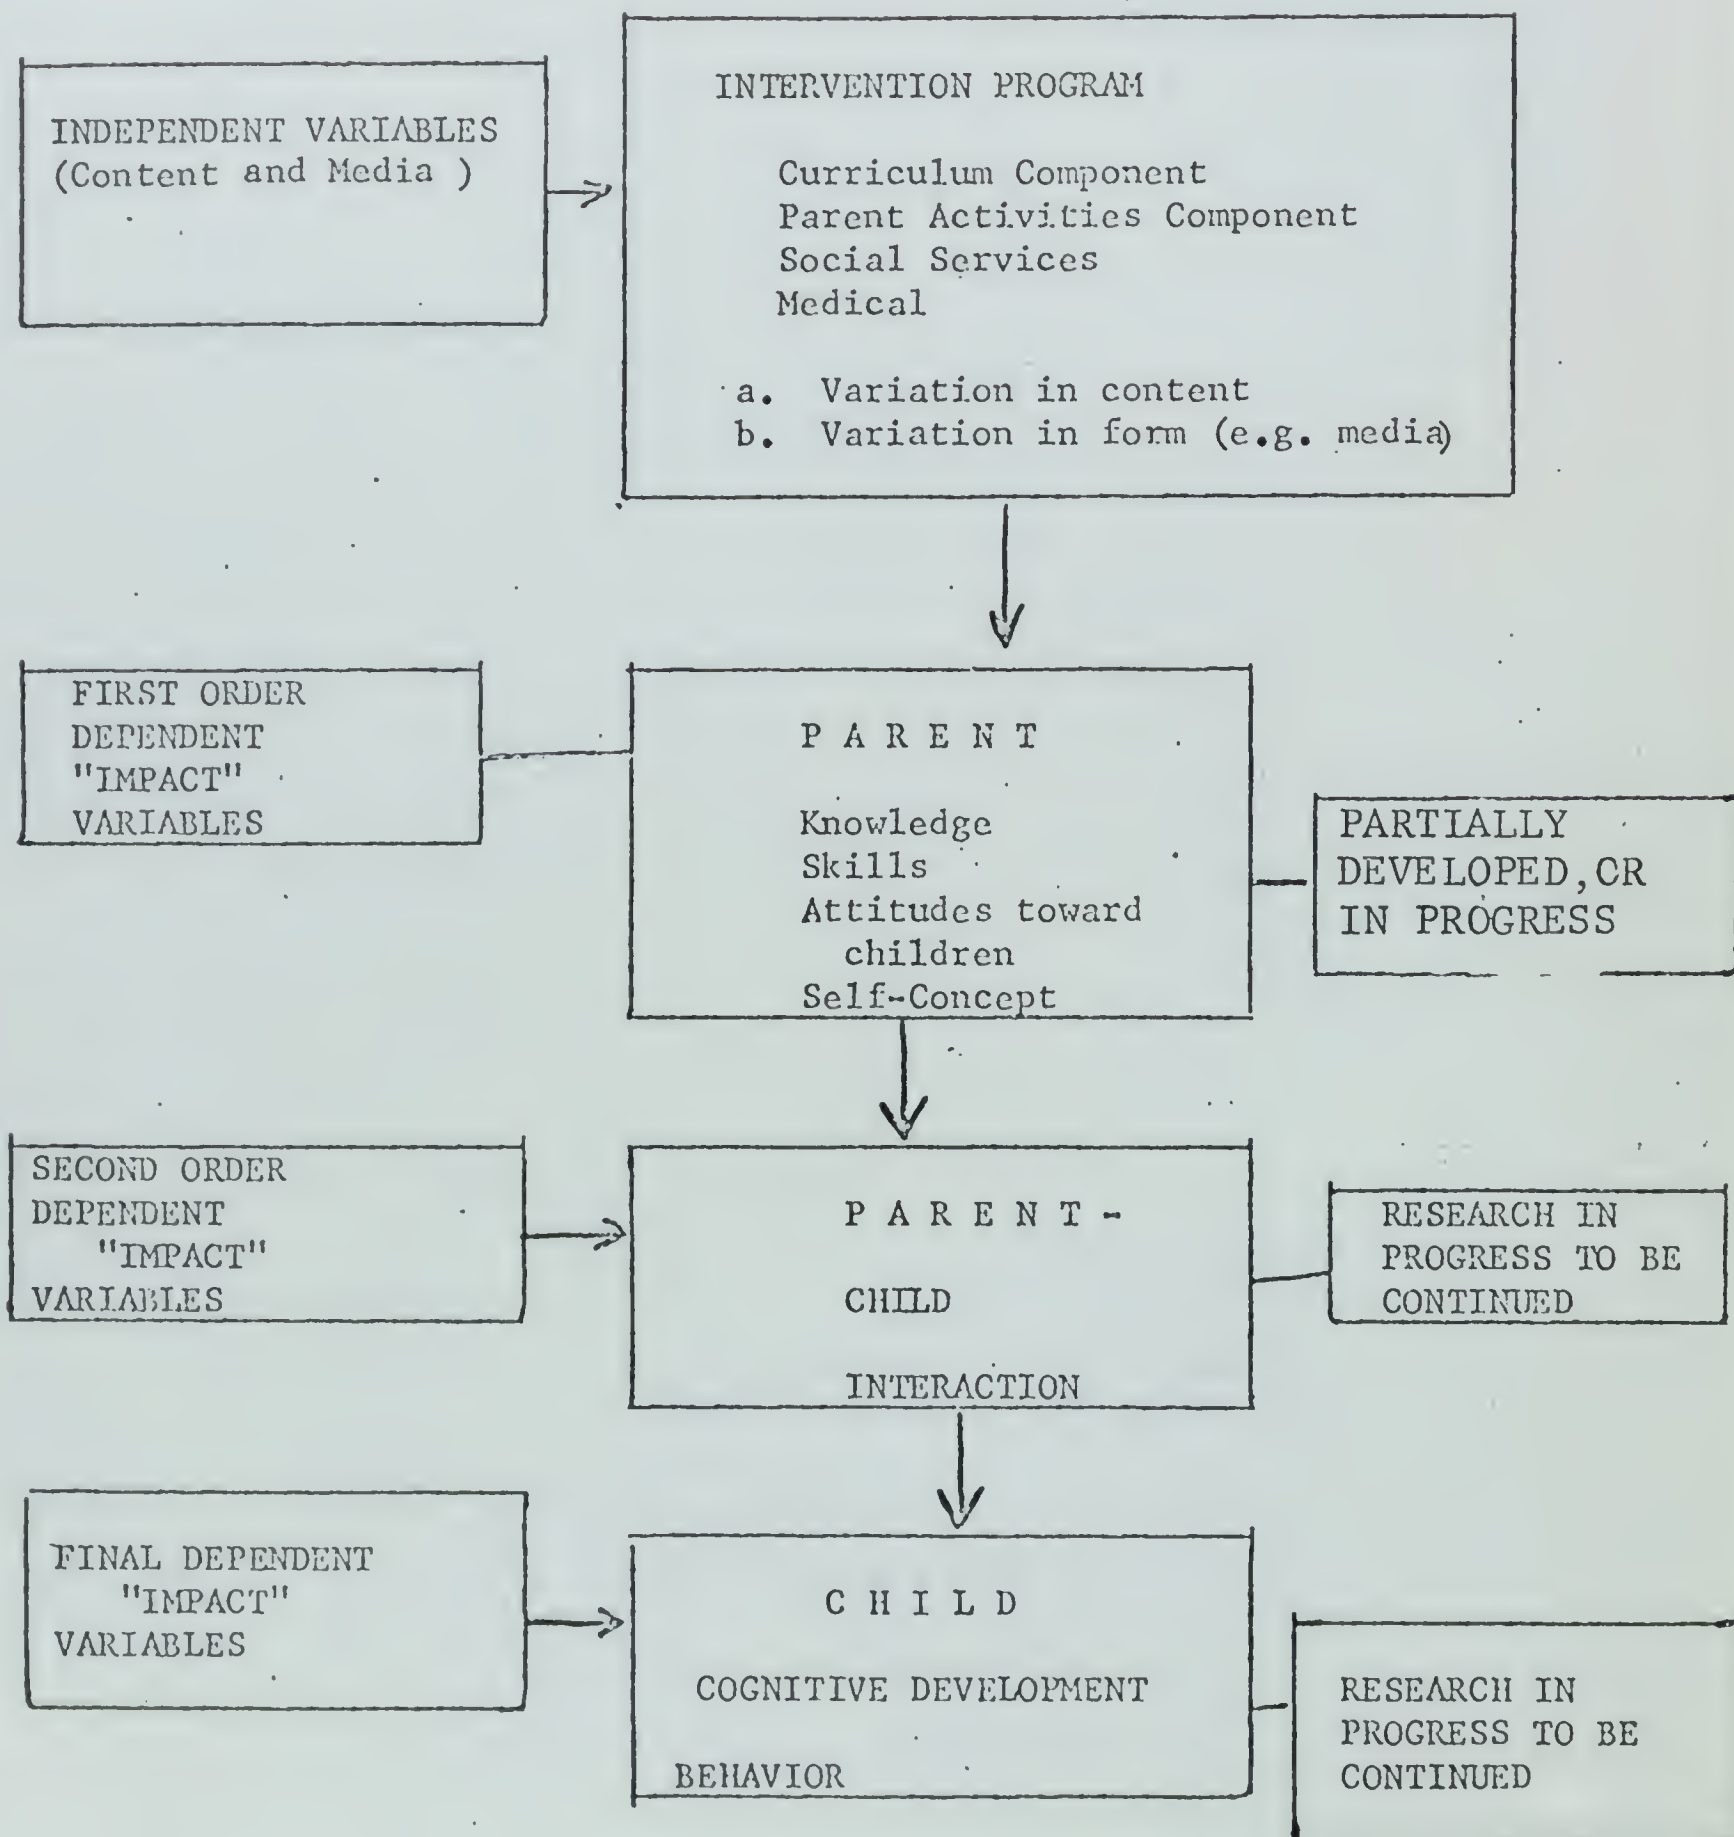 INDEPENDENT VARIABLES
(Content and Media )
INTERVENTION PROGRAM
Curriculum Component
Parent Activities Component
Social Services
Medical
a. Variation in content
b. Variation in form (e.g. media)
FIRST ORDER
DEPENDENT
"IMPACT"
VARIABLES
P A R E N T
Knowledge
Skills
Attitudes toward
children
Self-Concept
PARTIALLY
DEVELOPED, OR
IN PROGRESS
SECOND ORDER
DEPENDENT
"IMPACT"
VARIABLES
P A R E N T -
CHILD
INTERACTION
RESEARCH IN
PROGRESS TO BE
CONTINUED
FINAL DEPENDENT
"IMPACT"
VARIABLES
C H I L D
COGNITIVE DEVELOPMENT
BEHAVIOR
RESEARCH IN
PROGRESS TO BE
CONTINUED